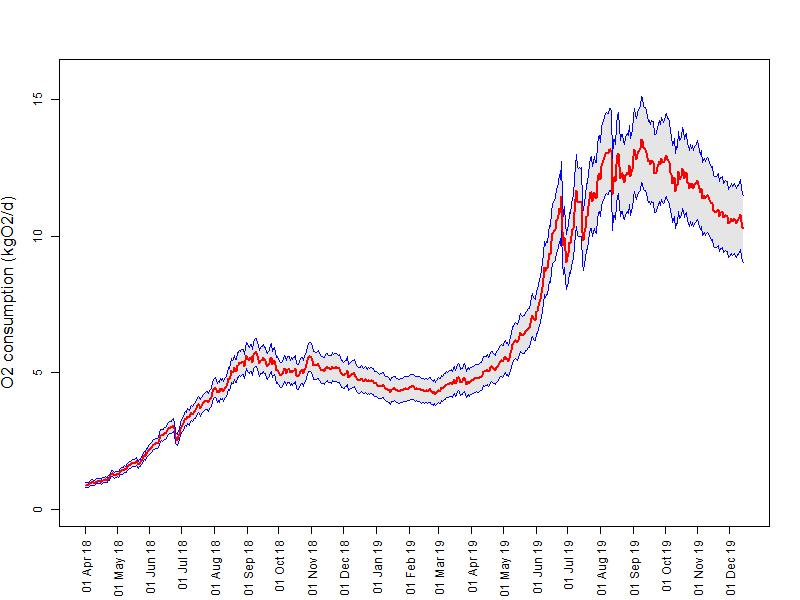 O2 consumption (kgO2/d)
15
10
5
0
01 Apr 18
01 May 18
01 Jun 18
01 Jul 18
01 Aug 18
01 Sep 18
01 Oct 18
01 Nov 18
01 Dec 18
01 Jan 19
01 Feb 19
01 Mar 19
01 Apr 19
01 May 19
01 Jun 19
01 Jul 19
01 Aug 19
01 Sep 19
01 Oct 19
01 Nov 19
01 Dec 19